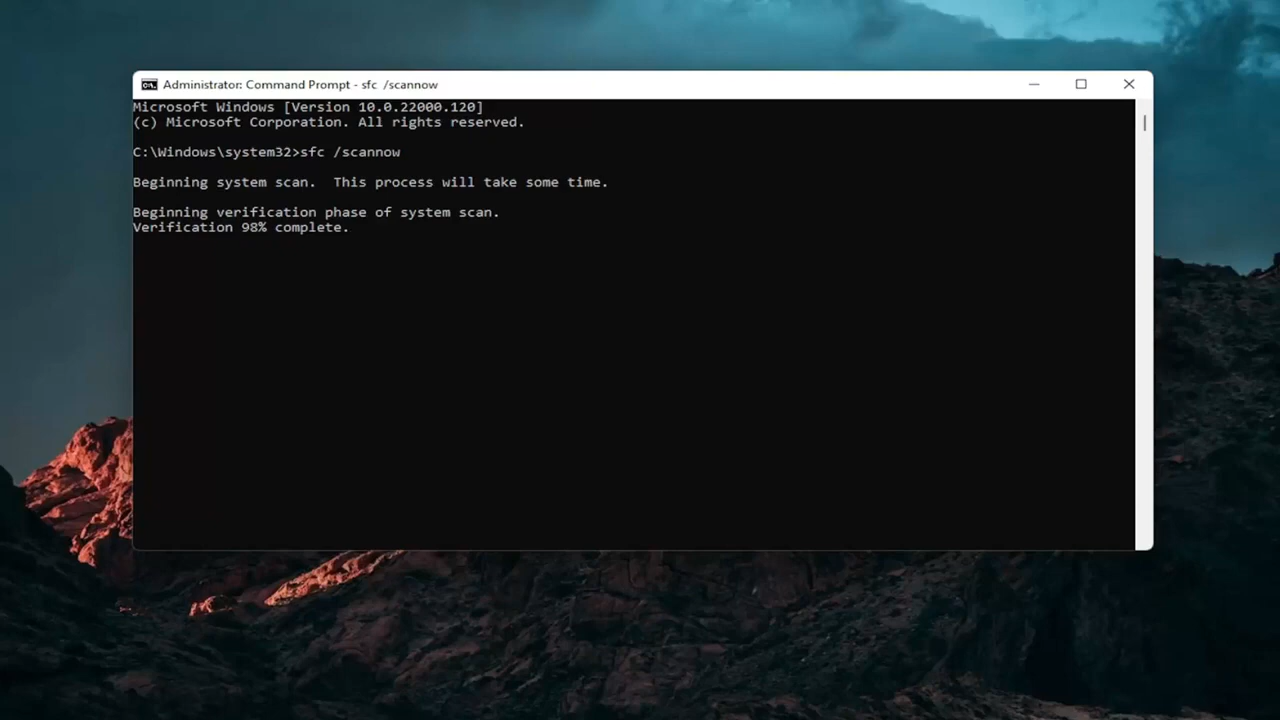 Administrator: Command Prompt - sfc  /scannow
Microsoft Windows [Version 10.0.22000.120]
(c) Microsoft Corporation. All rights reserved.
C:\Windows\system32>sfc /scannow
Beginning system scan.  This process will take some time.
Beginning verification phase of system scan.
Verification 98% complete.